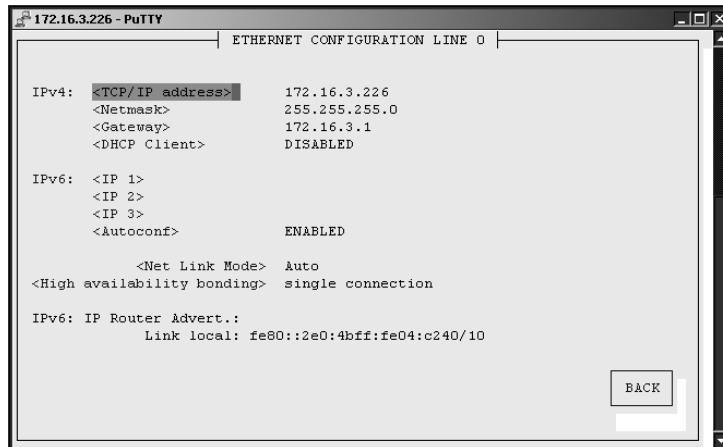 172.16.3.226 - PuTTY
ETHERNET CONFIGURATION LINE 0
IPv4: <TCP/IP address> 172.16.3.226
<Netmask> 255.255.255.0
<Gateway> 172.16.3.1
<DHCP Client> DISABLED
IPv6: <IP 1>
<IP 2>
<IP 3>
<Autoconf> ENABLED
<Net Link Mode> Auto
<High availability bonding> single connection
IPv6: IP Router Advert.:
Link local: fe80::2e0:4bff:fe04:c240/10
BACK